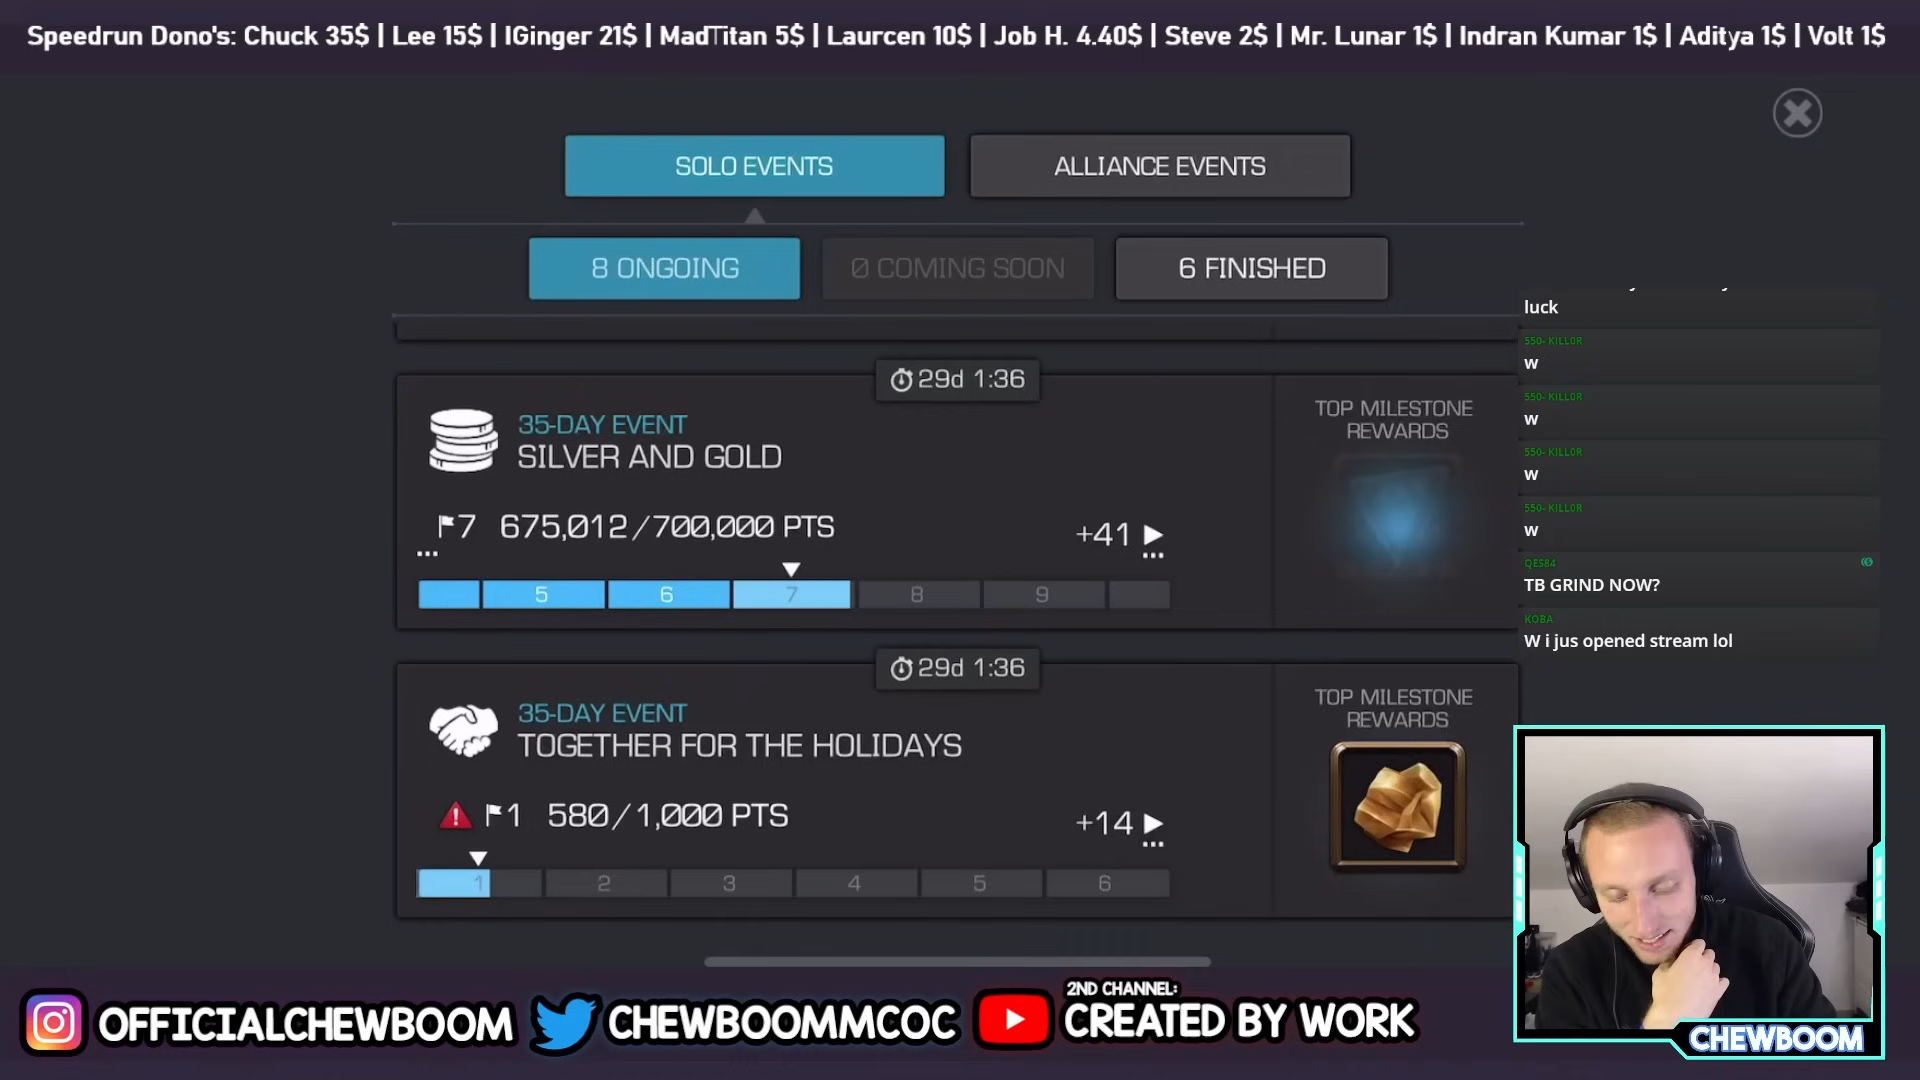 Speedrun Dono's: Chuck 35$ | Lee 15$ | IGinger 21$ | MadTitan 5$ | Laurcen 10$ | Job H. 4.40$ | Steve 2$ | Mr. Lunar 1$ | Indran Kumar 1$ | Aditya 1$ | Volt 1$
SOLO EVENTS
ALLIANCE EVENTS
8 ONGOING
0 COMING SOON
6 FINISHED
29d 1:36
35-DAY EVENT
SILVER AND GOLD
7 675,012/700,000 PTS
+41
...
...
5 6 7 8 9
TOP MILESTONE
REWARDS
29d 1:36
35-DAY EVENT
TOGETHER FOR THE HOLIDAYS
! 1 580/1,000 PTS
+14
...
1 2 3 4 5 6
TOP MILESTONE
REWARDS
luck
550- KILLOR
W
550- KILLOR
W
550- KILLOR
W
550- KILLOR
W
QES84
TB GRIND NOW?
KOBA
W i jus opened stream lol
CHEWBOOM
OFFICIALCHEWBOOM
CHEWBOOMMCOC
2ND CHANNEL:
CREATED BY WORK